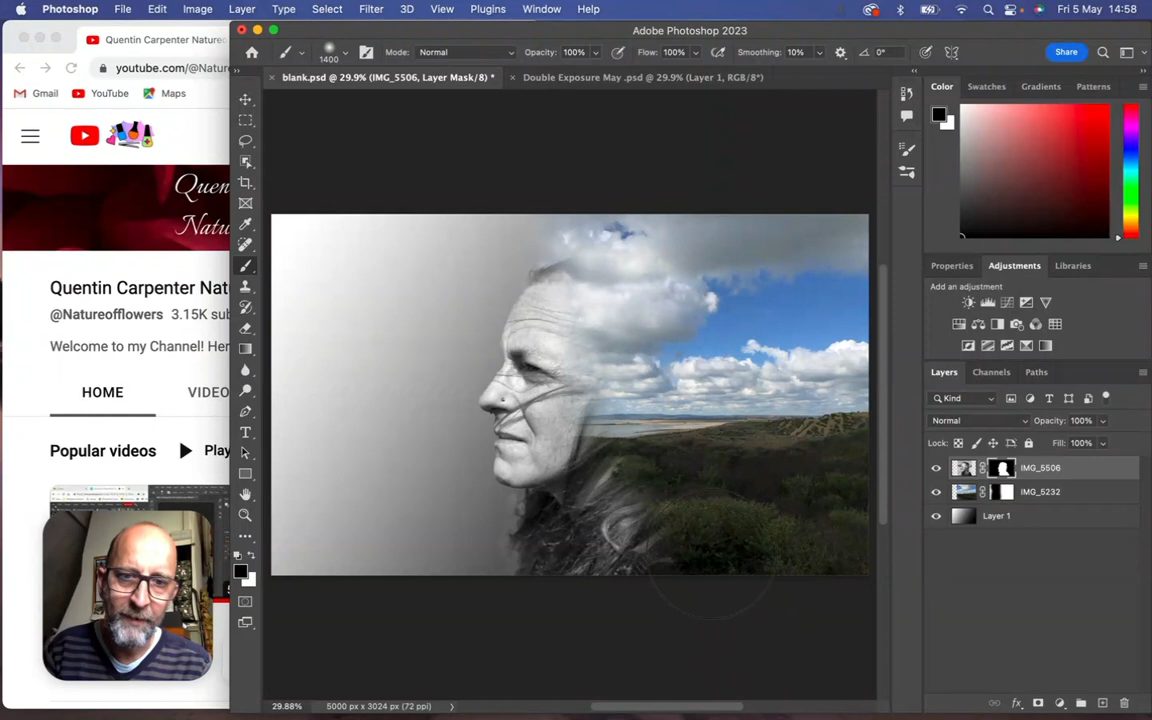 Photoshop File Edit Image Layer Type Select Filter 3D View Plugins Window Help Fri 5 May 14:58
Quentin Carpenter Nature
Adobe Photoshop 2023
1400 Mode: Normal Opacity: 100% Flow: 100% Smoothing: 10% 0° Share
youtube.com/@Nature
blank.psd @ 29.9% (IMG_5506, Layer Mask/8) *
Double Exposure May .psd @ 29.9% (Layer 1, RGB/8*)
Gmail YouTube Maps
Color Swatches Gradients Patterns
Quen
Natu
Quentin Carpenter Nat
@Natureofflowers 3.15K sub
Welcome to my Channel! Her
HOME VIDEO
Popular videos Play
Properties Adjustments Libraries
Add an adjustment
Layers Channels Paths
Kind
Normal Opacity: 100%
Lock: Fill: 100%
IMG_5506
IMG_5232
Layer 1
29.88% 5000 px x 3024 px (72 ppi)